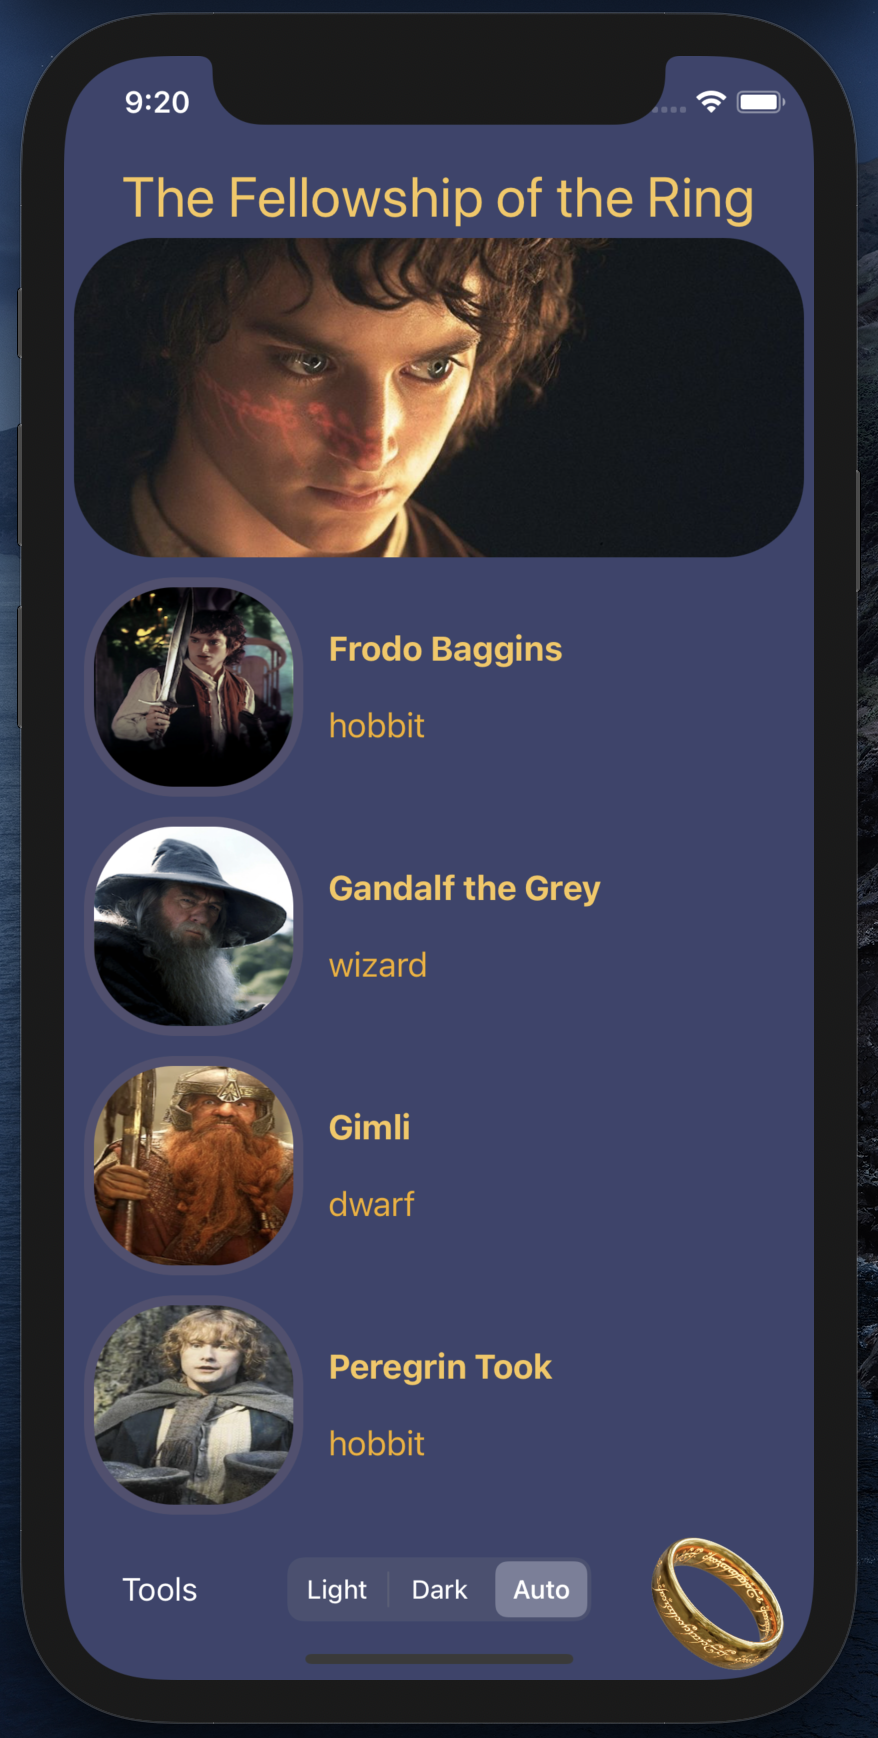 9:20
The Fellowship of the Ring
Frodo Baggins
hobbit
Gandalf the Grey
wizard
Gimli
dwarf
Peregrin Took
hobbit
Tools Light Dark Auto